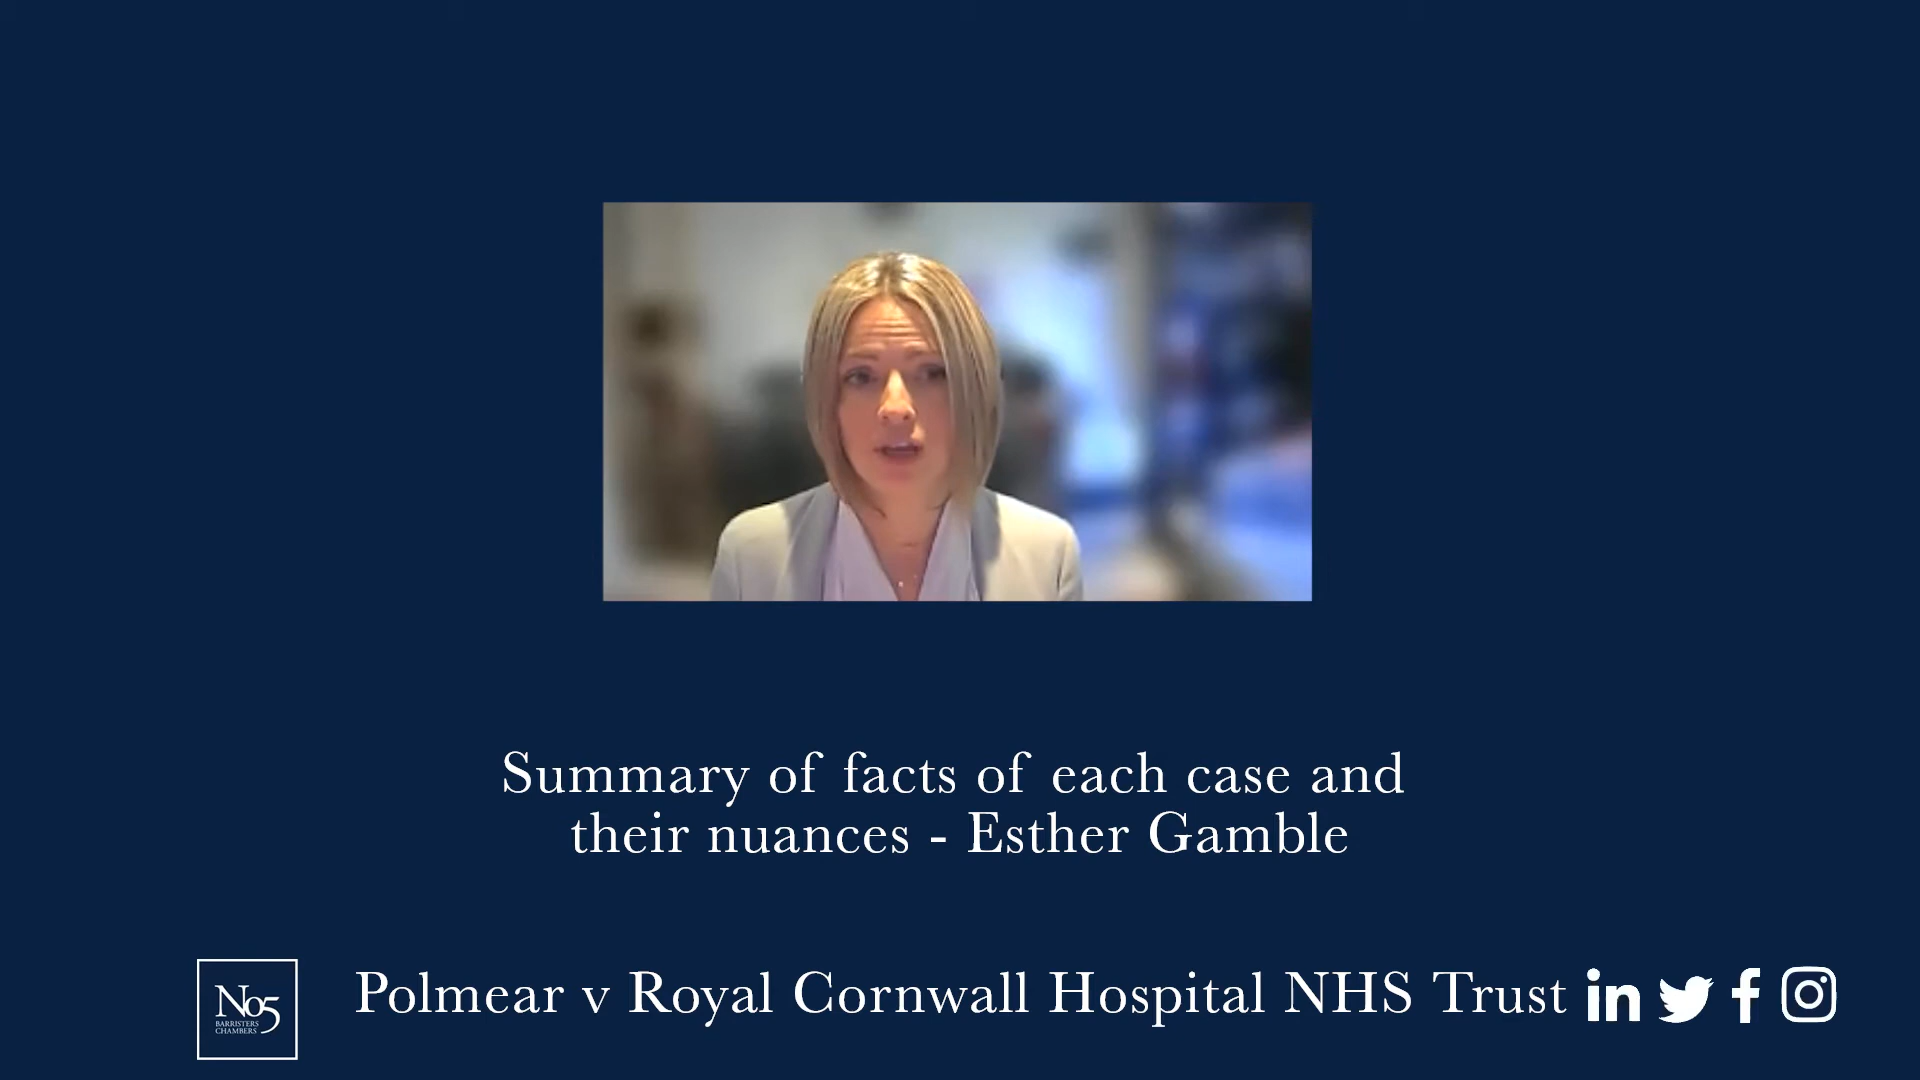 Summary of facts of each case and
their nuances - Esther Gamble
No5
BARRISTERS
CHAMBERS
Polmear v Royal Cornwall Hospital NHS Trust